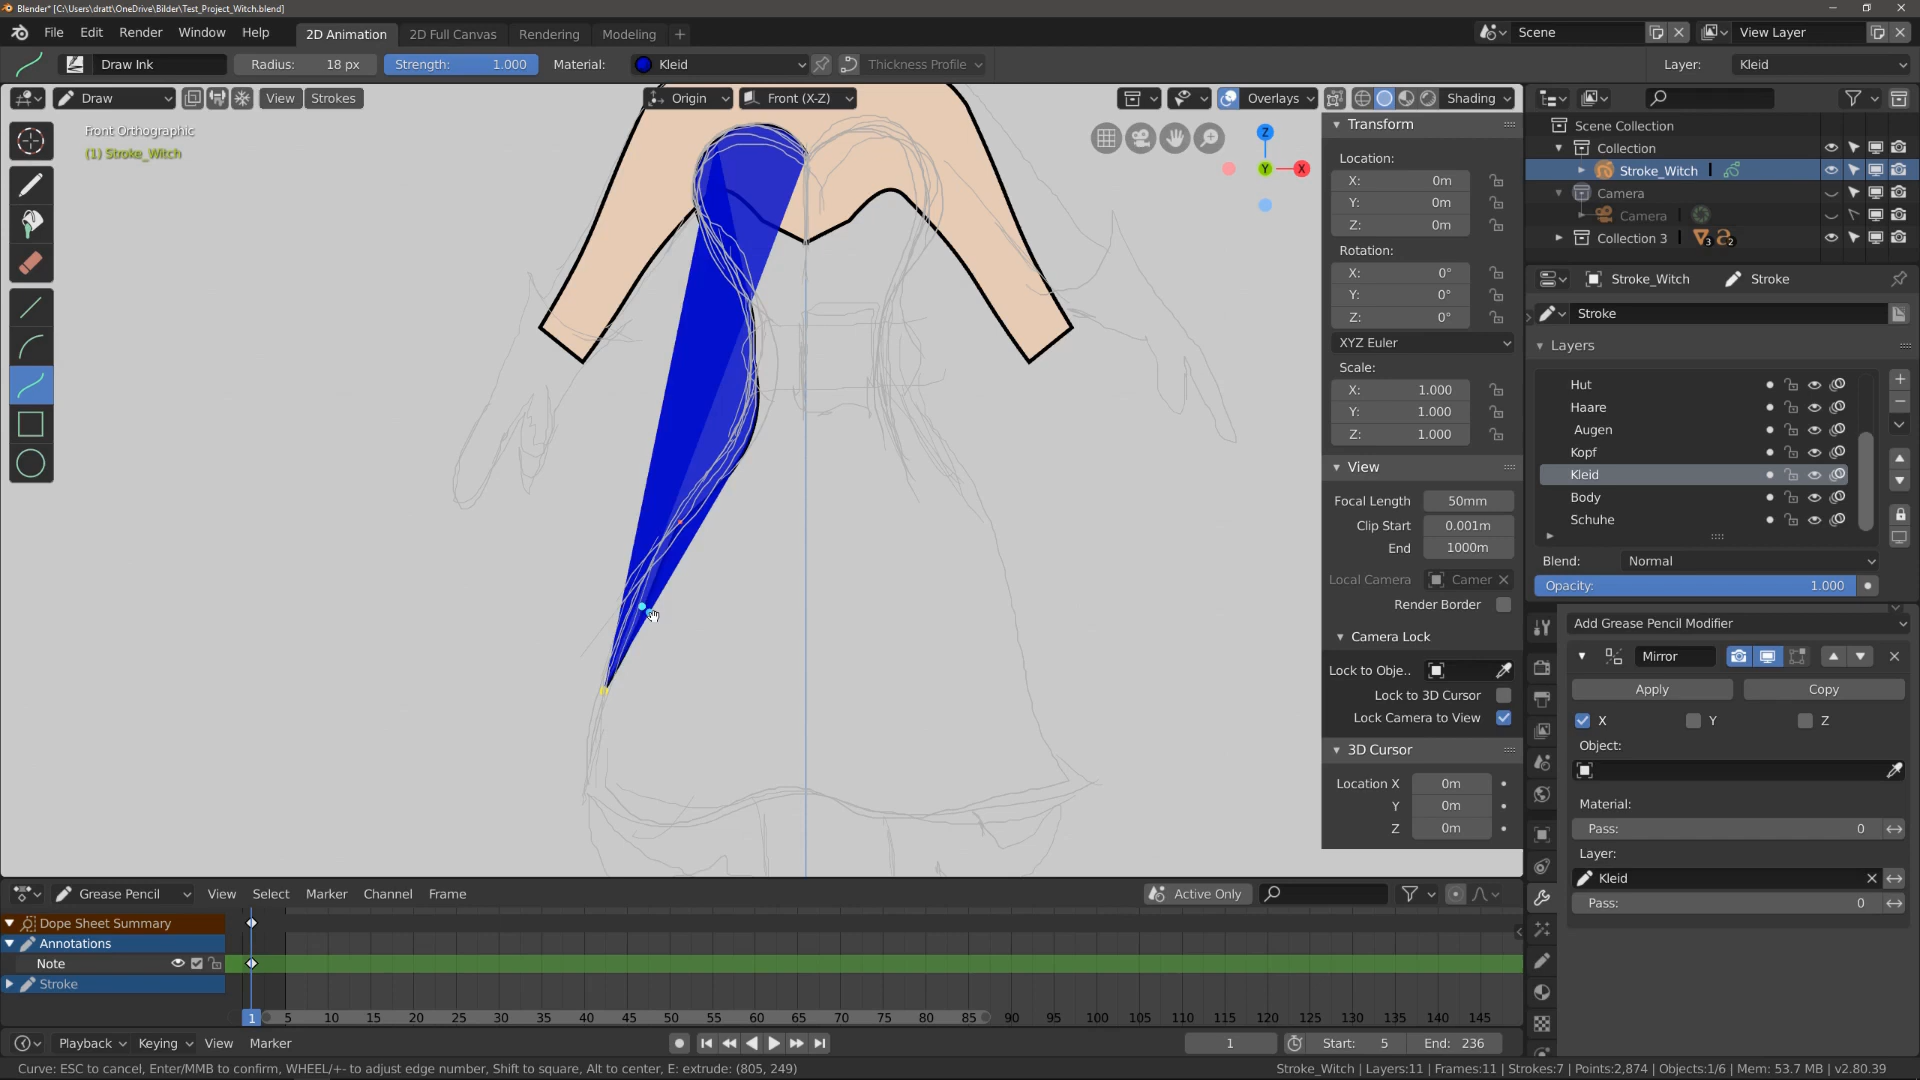 Blender* [C:\Users\dratt\OneDrive\Bilder\Test_Project_Witch.blend]
File Edit Render Window Help 2D Animation 2D Full Canvas Rendering Modeling + Scene View Layer
Draw Ink Radius: 18 px Strength: 1.000 Material: Kleid Thickness Profile Layer: Kleid
Draw View Strokes Origin Front (X-Z) Overlays Shading
Front Orthographic
(1) Stroke_Witch
Z
Y
X
Transform
Location:
X: 0m
Y: 0m
Z: 0m
Rotation:
X: 0°
Y: 0°
Z: 0°
XYZ Euler
Scale:
X: 1.000
Y: 1.000
Z: 1.000
View
Focal Length 50mm
Clip Start 0.001m
End 1000m
Local Camera Camer
Render Border
Camera Lock
Lock to Obje..
Lock to 3D Cursor
Lock Camera to View
3D Cursor
Location X 0m
Y 0m
Z 0m
Scene Collection
Collection
Stroke_Witch
Camera
Camera
Collection 3 3 2
Stroke_Witch Stroke
Stroke
Layers
Hut
Haare
Augen
Kopf
Kleid
Body
Schuhe
Blend: Normal
Opacity: 1.000
Add Grease Pencil Modifier
Mirror
Apply Copy
X Y Z
Object:
Material:
Pass: 0
Layer:
Kleid
Pass: 0
Grease Pencil View Select Marker Channel Frame Active Only
Dope Sheet Summary
Annotations
Note
Stroke
1 5 10 15 20 25 30 35 40 45 50 55 60 65 70 75 80 85 90 95 100 105 110 115 120 125 130 135 140 145
Playback Keying View Marker 1 Start: 5 End: 236
Curve: ESC to cancel, Enter/MMB to confirm, WHEEL/+- to adjust edge number, Shift to square, Alt to center, E: extrude: (805, 249) Stroke_Witch | Layers:11 | Frames:11 | Strokes:7 | Points:2,874 | Objects:1/6 | Mem: 53.7 MB | v2.80.39